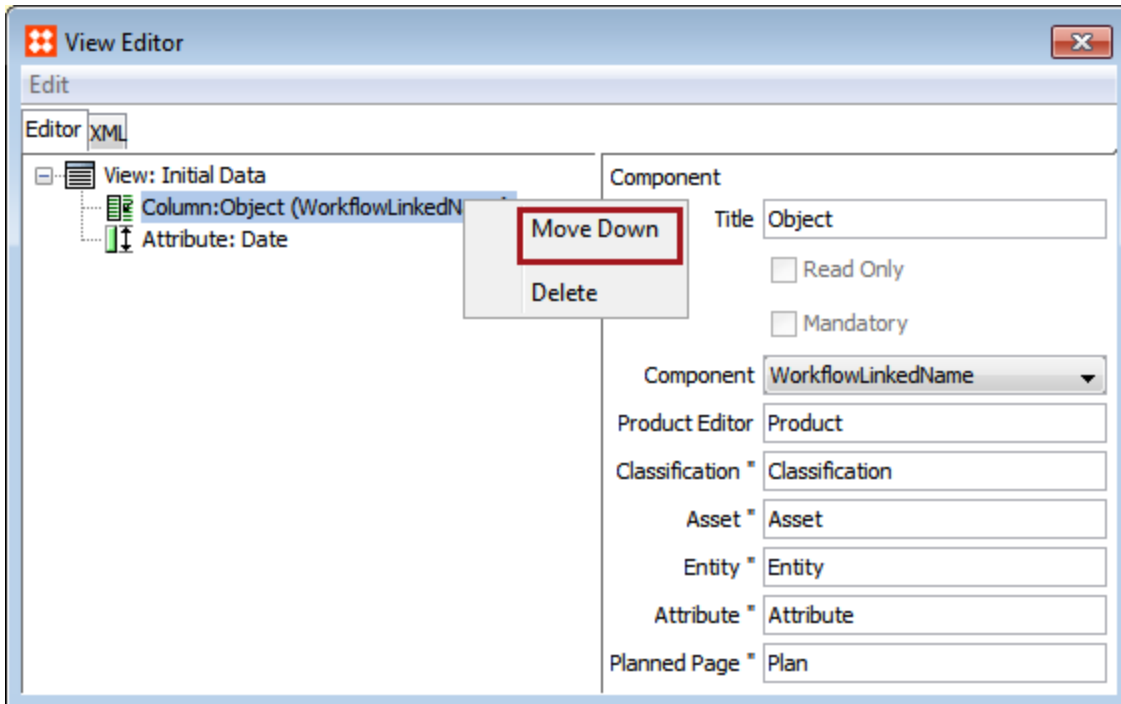 View Editor
Edit
Editor XML
View: Initial Data
Column:Object (WorkflowLinkedN
Attribute: Date
Move Down
Delete
Component
Title Object
Read Only
Mandatory
Component WorkflowLinkedName
Product Editor Product
Classification " Classification
Asset " Asset
Entity " Entity
Attribute " Attribute
Planned Page " Plan